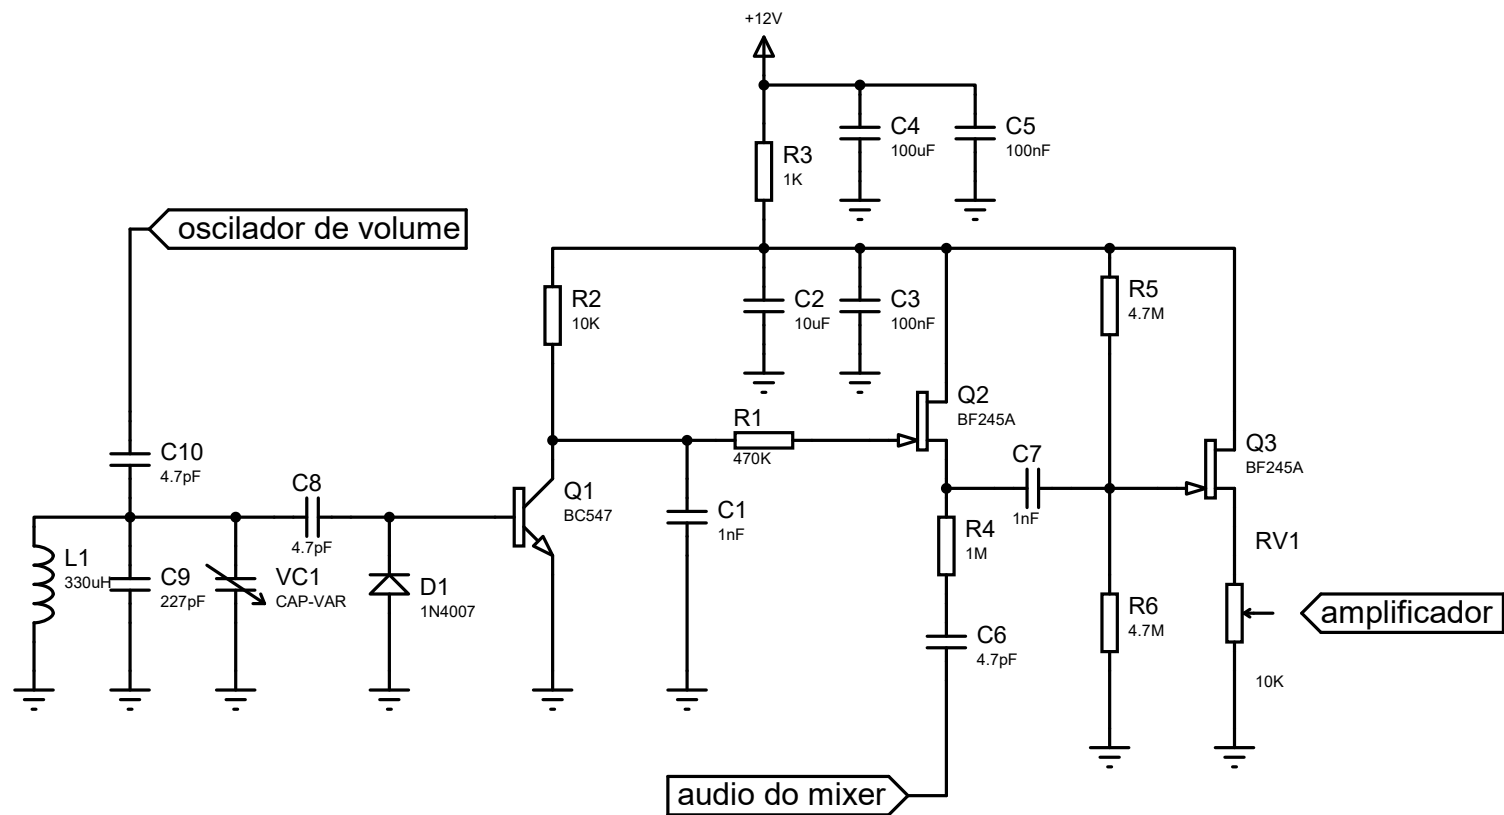 +12V
C4
100uF
C5
100nF
R3
1K
oscilador de volume
R2
10K
C2
10uF
C3
100nF
R5
4.7M
Q2
BF245A
R1
470K
Q3
BF245A
C10
4.7pF
C8
4.7pF
Q1
BC547
C7
1nF
C1
1nF
R4
1M
RV1
L1
330uH
C9
227pF
VC1
CAP-VAR
D1
1N4007
R6
4.7M
amplificador
C6
4.7pF
10K
audio do mixer